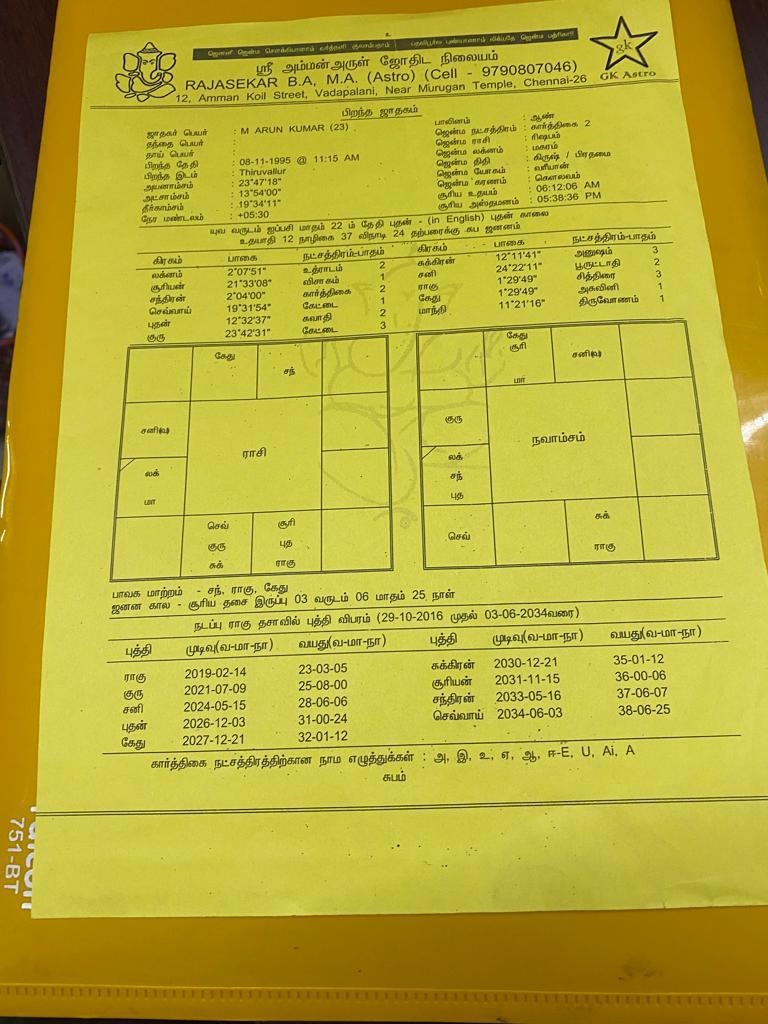 உ
ஜெனனீ ஜென்ம சௌக்கியானாம் வர்த்தனி குலசம்பதாம் | பதவிபூர்வ புண்யானாம் லிக்யதே ஜென்ம பத்ரிகா!
ஸ்ரீ அம்மன்அருள் ஜோதிட நிலையம்
RAJASEKAR B.A, M.A. (Astro) (Cell - 9790807046)
12, Amman Koil Street, Vadapalani, Near Murugan Temple, Chennai-26
gk
GK Astro
பிறந்த ஜாதகம்
ஜாதகர் பெயர் : M ARUN KUMAR (23)
தந்தை பெயர் :
தாய் பெயர் :
பிறந்த தேதி : 08-11-1995 @ 11:15 AM
பிறந்த இடம் : Thiruvallur
அயனாம்சம் : 23°47'18"
அட்சாம்சம் : 13°54'00"
தீர்காம்சம் : 19°34'11"
நேர மண்டலம் : +05:30
பாலினம் : ஆண்
ஜென்ம நட்சத்திரம் : கார்த்திகை 2
ஜென்ம ராசி : ரிஷபம்
ஜென்ம லக்னம் : மகரம்
ஜென்ம திதி : கிருஷ் / பிரதமை
ஜென்ம யோகம் : வரீயான்
ஜென்ம கரணம் : கௌலவம்
சூரிய உதயம் : 06:12:06 AM
சூரிய அஸ்தமனம் : 05:38:36 PM
யுவ வருடம் ஐப்பசி மாதம் 22 ம் தேதி புதன் - (in English) புதன் காலை
உதயாதி 12 நாழிகை 37 விநாடி 24 தற்பரைக்கு சுப ஜனனம்
கிரகம் பாகை நட்சத்திரம்-பாதம் கிரகம் பாகை நட்சத்திரம்-பாதம்
லக்னம் 2°07'51" உத்ராடம் 2 சுக்கிரன் 12°11'41" அனுஷம் 3
சூரியன் 21°33'08" விசாகம் 1 சனி 24°22'11" பூருட்டாதி 2
சந்திரன் 2°04'00" கார்த்திகை 2 ராகு 1°29'49" சித்திரை 3
செவ்வாய் 19°31'54" கேட்டை 1 கேது 1°29'49" அசுவினி 1
புதன் 12°32'37" சுவாதி 2 மாந்தி 11°21'16" திருவோணம் 1
குரு 23°42'31" கேட்டை 3
கேது
சந்
சனி(வ)
ராசி
லக்
மா
செவ்
குரு
சுக்
சூரி
புத
ராகு
கேது
சூரி
மா
சனி(வ)
குரு
நவாம்சம்
லக்
சந்
புத
செவ்
சுக்
ராகு
பாவக மாற்றம் - சந், ராகு, கேது
ஜனன கால - சூரிய தசை இருப்பு 03 வருடம் 06 மாதம் 25 நாள்
நடப்பு ராகு தசாவில் புத்தி விபரம் (29-10-2016 முதல் 03-06-2034வரை)
புத்தி முடிவு(வ-மா-நா) வயது(வ-மா-நா) புத்தி முடிவு(வ-மா-நா) வயது(வ-மா-நா)
ராகு 2019-02-14 23-03-05 சுக்கிரன் 2030-12-21 35-01-12
குரு 2021-07-09 25-08-00 சூரியன் 2031-11-15 36-00-06
சனி 2024-05-15 28-06-06 சந்திரன் 2033-05-16 37-06-07
புதன் 2026-12-03 31-00-24 செவ்வாய் 2034-06-03 38-06-25
கேது 2027-12-21 32-01-12
கார்த்திகை நட்சத்திரத்திற்கான நாம எழுத்துக்கள் : அ, இ, உ, ஏ, ஆ, ஈ-E, U, Ai, A
சுபம்
751-BT